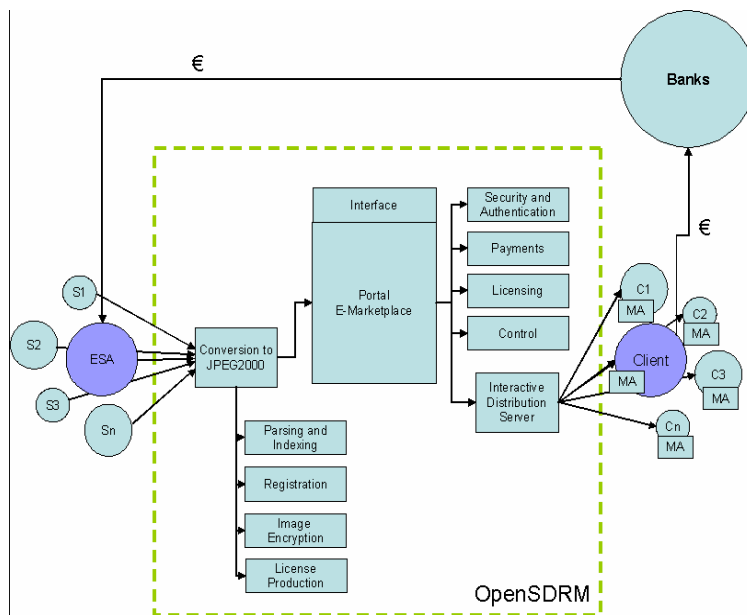 €
Banks
€
Interface
Portal
E-Marketplace
Security and
Authentication
Payments
Licensing
Control
Interactive
Distribution
Server
S1
S2
ESA
S3
Sn
Conversion to
JPEG2000
Parsing and
Indexing
Registration
Image
Encryption
License
Production
C1
MA
C2
MA
Client
MA
C3
MA
Cn
MA
OpenSDRM